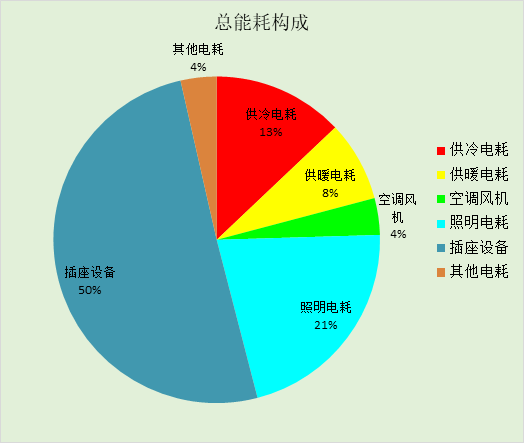 总能耗构成
其他电耗
4%
供冷电耗
13%
供暖电耗
8%
空调风
机
4%
照明电耗
21%
插座设备
50%
供冷电耗
供暖电耗
空调风机
照明电耗
插座设备
其他电耗